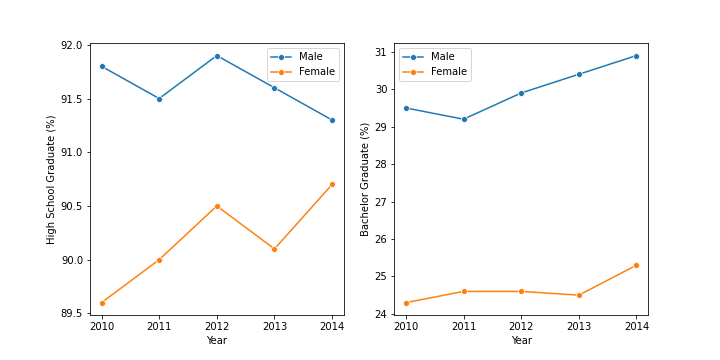 High School Graduate (%)
92.0
91.5
91.0
90.5
90.0
89.5
Male
Female
2010 2011 2012 2013 2014
Year
Bachelor Graduate (%)
31
30
29
28
27
26
25
24
Male
Female
2010 2011 2012 2013 2014
Year